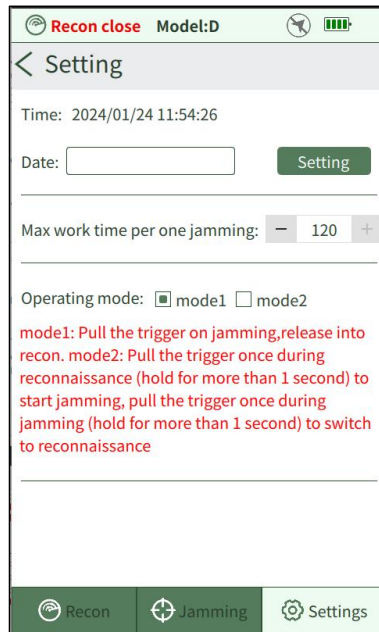 Recon close Model:D
Setting
Time: 2024/01/24 11:54:26
Date: Setting
Max work time per one jamming: − 120 +
Operating mode: mode1 mode2
mode1: Pull the trigger on jamming,release into
recon. mode2: Pull the trigger once during
reconnaissance (hold for more than 1 second) to
start jamming, pull the trigger once during
jamming (hold for more than 1 second) to switch
to reconnaissance
Recon Jamming Settings